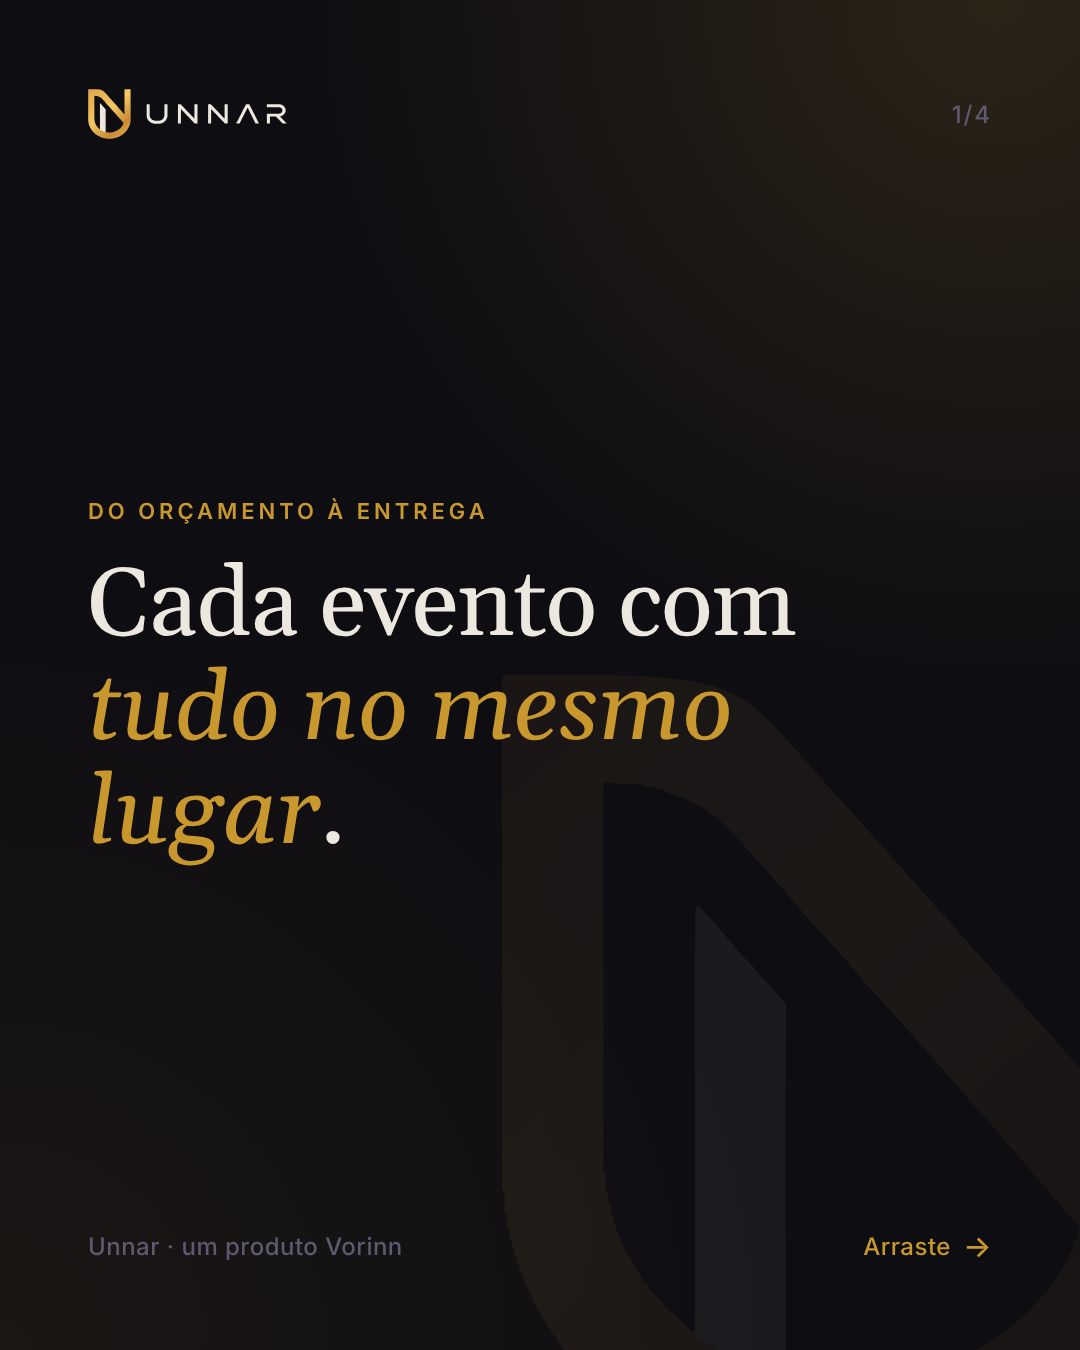 UNNAR
1/4
DO ORÇAMENTO À ENTREGA
Cada evento com
tudo no mesmo
lugar.
Unnar · um produto Vorinn
Arraste →